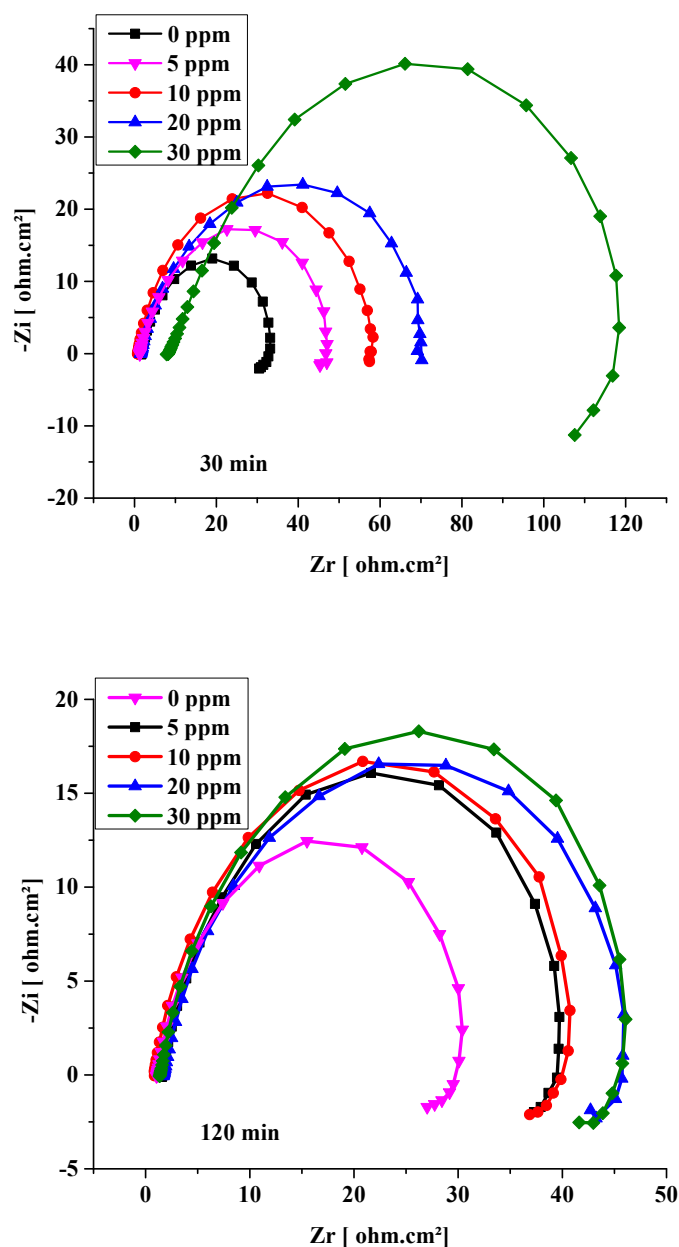 0 ppm
5 ppm
10 ppm
20 ppm
30 ppm
40
30
20
10
0
-10
-20
-Zi [ ohm.cm²]
30 min
0 20 40 60 80 100 120
Zr [ ohm.cm²]
0 ppm
5 ppm
10 ppm
20 ppm
30 ppm
20
15
10
5
0
-5
-Zi [ ohm.cm²]
120 min
0 10 20 30 40 50
Zr [ ohm.cm²]